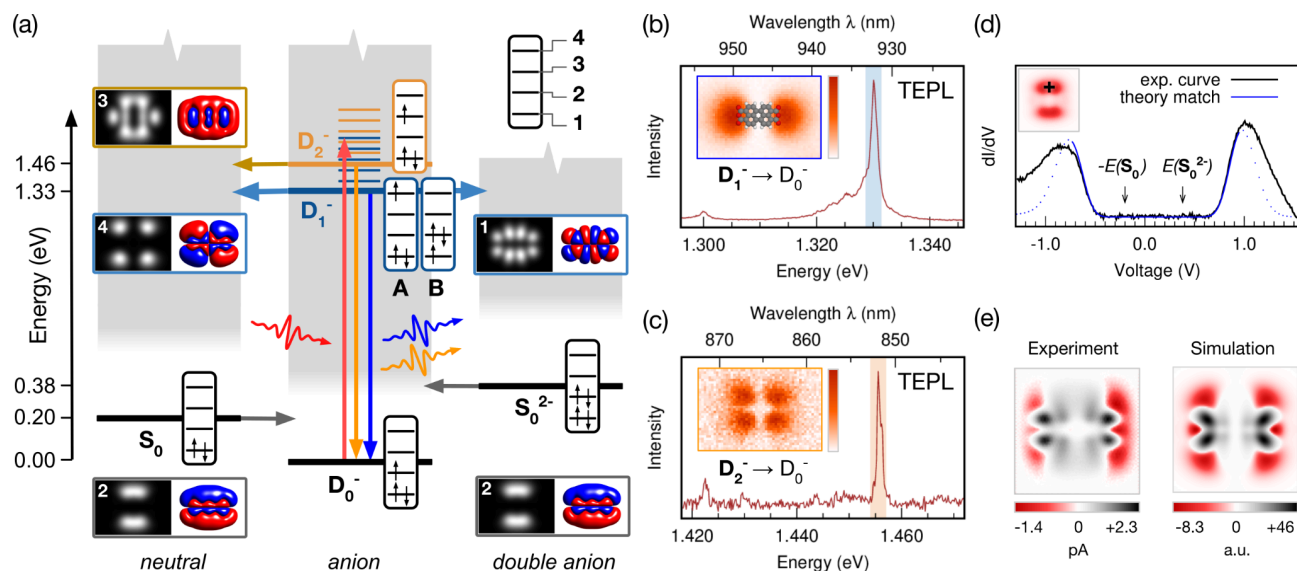 (a)
Energy (eV)
1.46
1.33
0.38
0.20
0.00
3
4
2
S₀
neutral
D₂⁻
D₁⁻
A B
D₀⁻
anion
4
3
2
1
1
S₀²⁻
2
double anion
(b)
Wavelength λ (nm)
950 940 930
TEPL
D₁⁻ → D₀⁻
Intensity
1.300 1.320 1.340
Energy (eV)
(c)
Wavelength λ (nm)
870 860 850
TEPL
D₂⁻ → D₀⁻
Intensity
1.420 1.440 1.460
Energy (eV)
(d)
exp. curve
theory match
+
dI/dV
-E(S₀) E(S₀²⁻)
-1.0 0.0 1.0
Voltage (V)
(e)
Experiment Simulation
-1.4 0 +2.3 -8.3 0 +46
pA a.u.